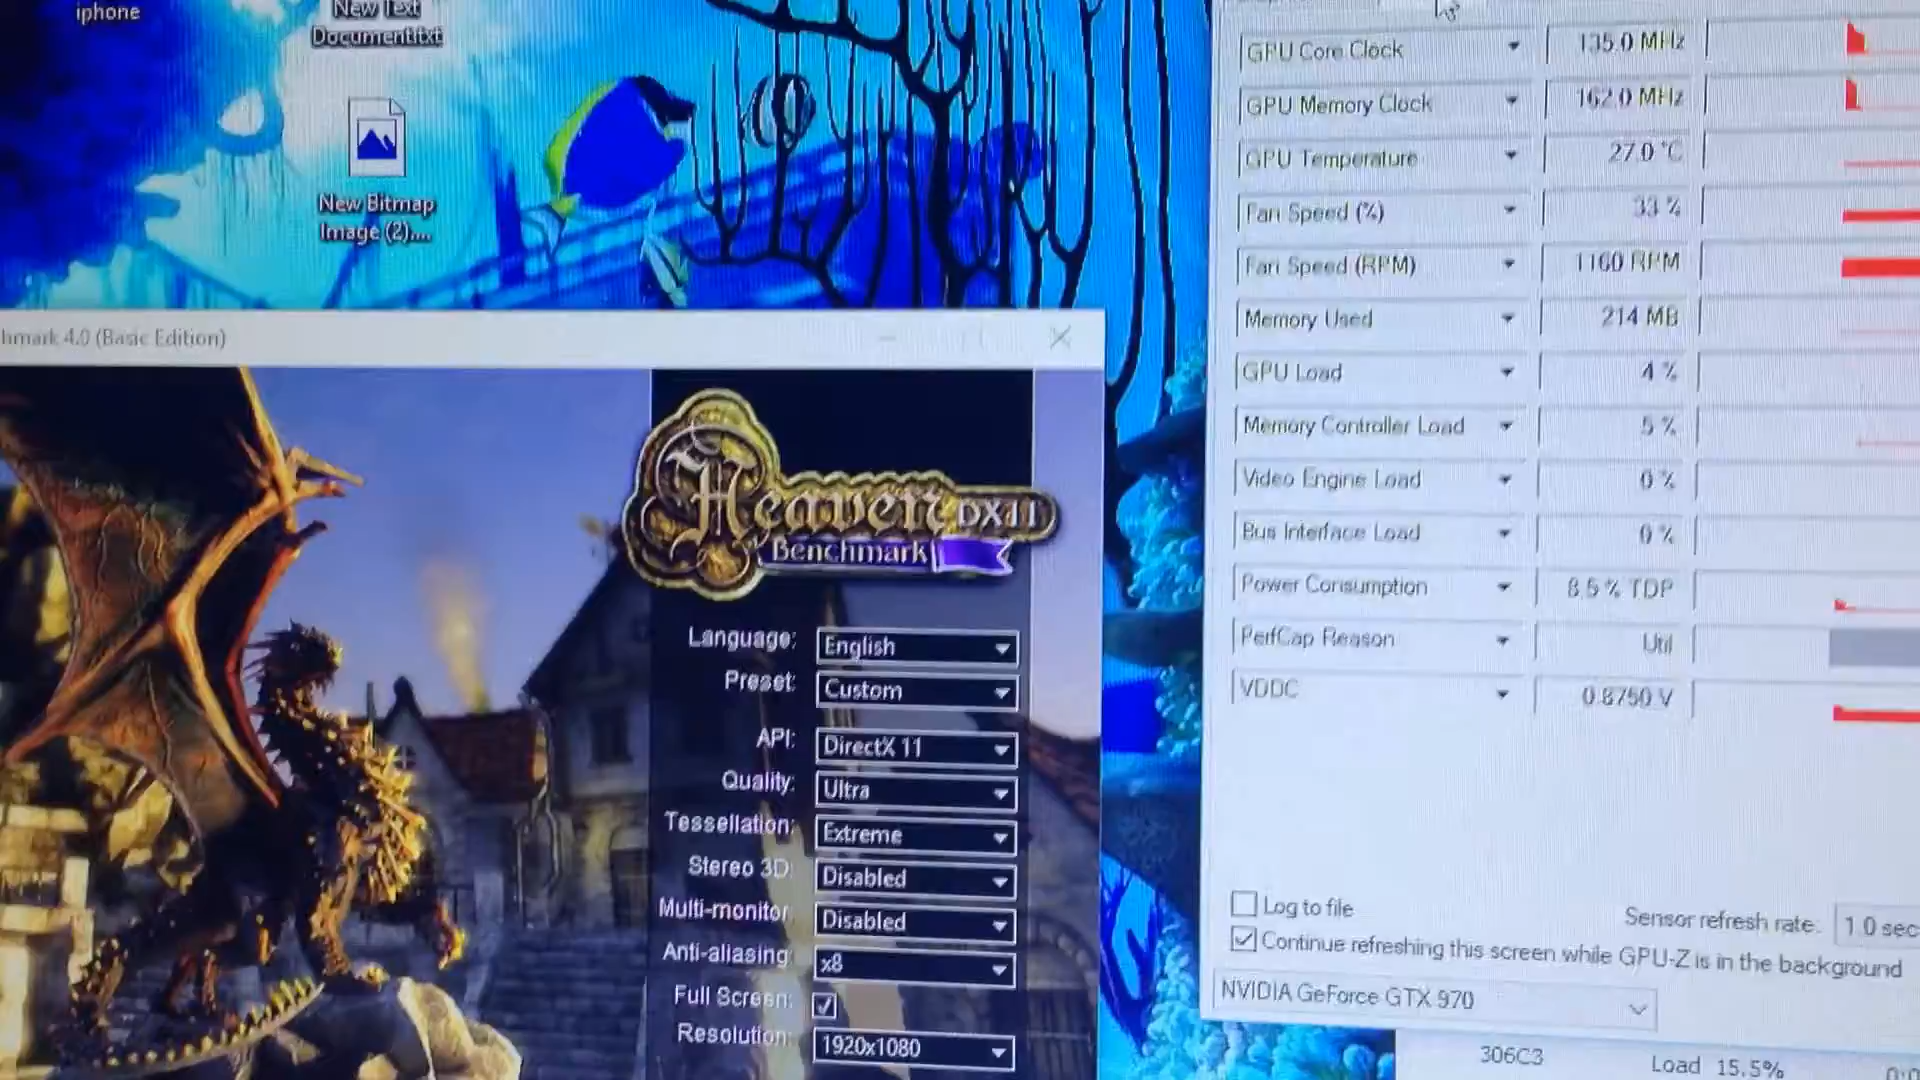 iphone
New Text
Document.txt
New Bitmap
Image (2)....
hmark 4.0 (Basic Edition)
Heaven DX11
Benchmark
Language: English
Preset: Custom
API: DirectX 11
Quality: Ultra
Tessellation: Extreme
Stereo 3D: Disabled
Multi-monitor: Disabled
Anti-aliasing: x8
Full Screen:
Resolution: 1920x1080
GPU Core Clock 135.0 MHz
GPU Memory Clock 162.0 MHz
GPU Temperature 27.0 °C
Fan Speed (%) 33 %
Fan Speed (RPM) 1160 RPM
Memory Used 214 MB
GPU Load 4 %
Memory Controller Load 5 %
Video Engine Load 0 %
Bus Interface Load 0 %
Power Consumption 8.5 % TDP
PerfCap Reason Util
VDDC 0.8750 V
Log to file
Sensor refresh rate: 1.0 sec
Continue refreshing this screen while GPU-Z is in the background
NVIDIA GeForce GTX 970
306C3 Load 15.5%